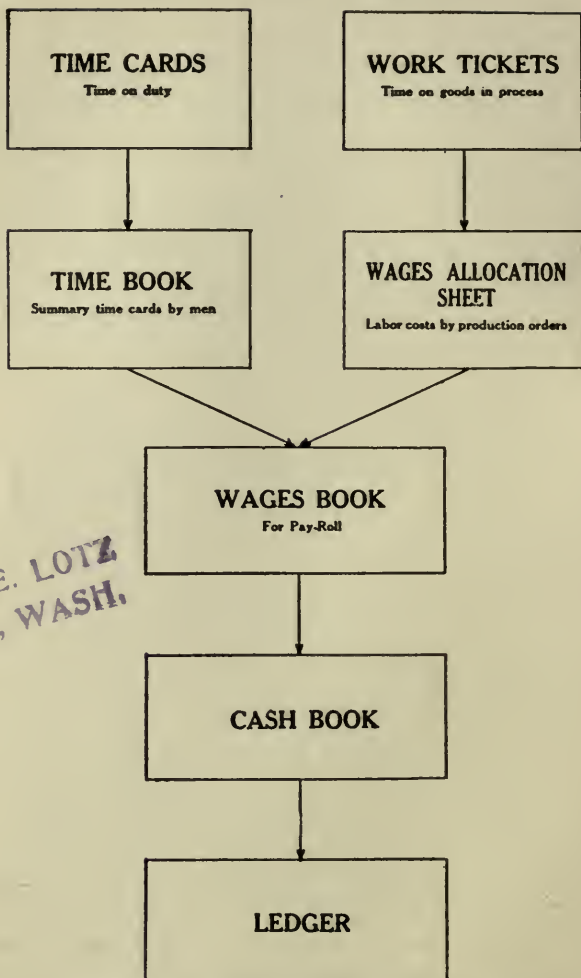 TIME CARDS
Time on duty
WORK TICKETS
Time on goods in process
TIME BOOK
Summary time cards by men
WAGES ALLOCATION
SHEET
Labor costs by production orders
WAGES BOOK
For Pay-Roll
E. LOTZ
, WASH.
CASH BOOK
LEDGER